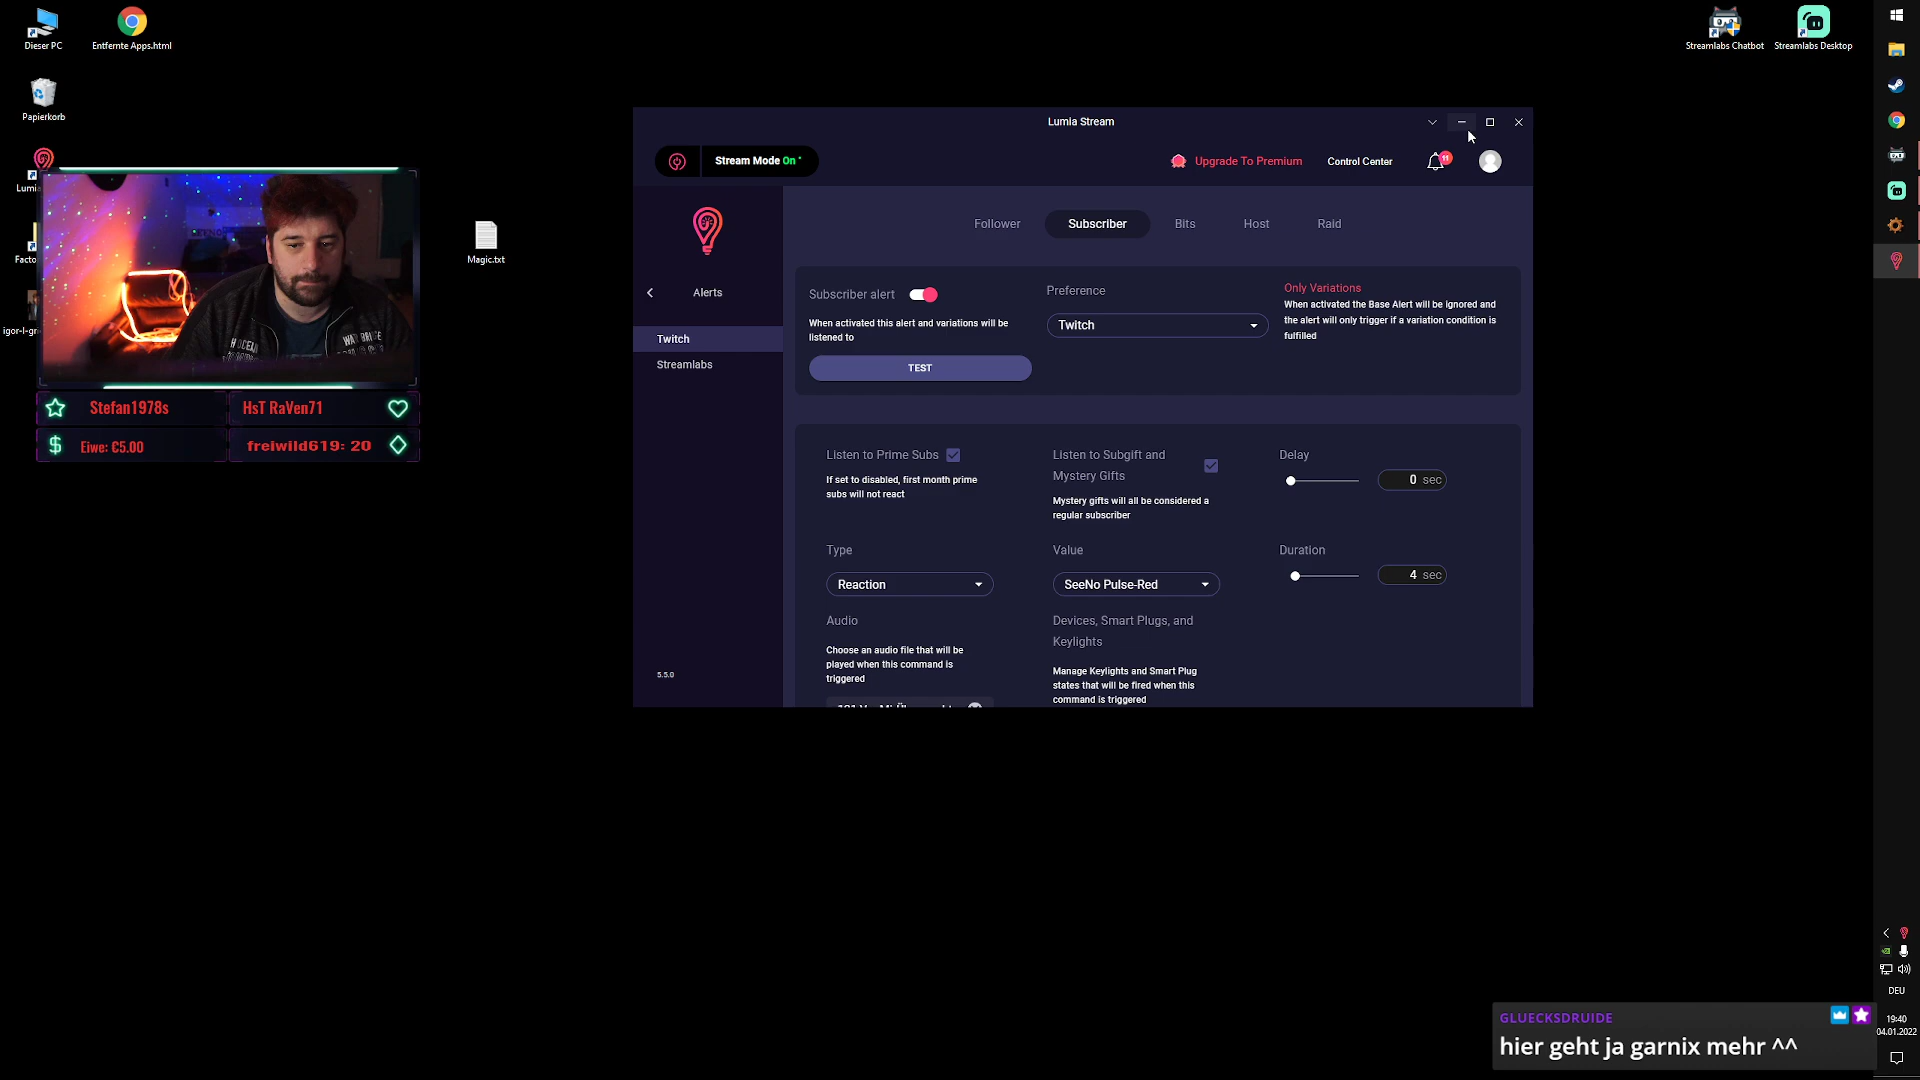 Dieser PC
Entfernte Apps.html
Streamlabs Chatbot
Streamlabs Desktop
Papierkorb
Lumia Stream
Stream Mode On
Upgrade To Premium
Control Center
11
Lumia
Follower
Subscriber
Bits
Host
Raid
Facto
Magic.txt
Alerts
Subscriber alert
Preference
Only Variations
When activated the Base Alert will be ignored and
the alert will only trigger if a variation condition is
fulfilled
When activated this alert and variations will be
listened to
Twitch
igor-l-gr
Twitch
TEST
Streamlabs
Stefan1978s
HsT RaVen71
Eiwe: €5.00
freiwild619: 20
Listen to Prime Subs
Listen to Subgift and
Mystery Gifts
Delay
If set to disabled, first month prime
subs will not react
0 sec
Mystery gifts will all be considered a
regular subscriber
Type
Value
Duration
Reaction
SeeNo Pulse-Red
4 sec
Audio
Devices, Smart Plugs, and
Keylights
Choose an audio file that will be
played when this command is
triggered
Manage Keylights and Smart Plug
states that will be fired when this
command is triggered
5.5.0
DEU
GLUECKSDRUIDE
hier geht ja garnix mehr ^^
19:40
04.01.2022